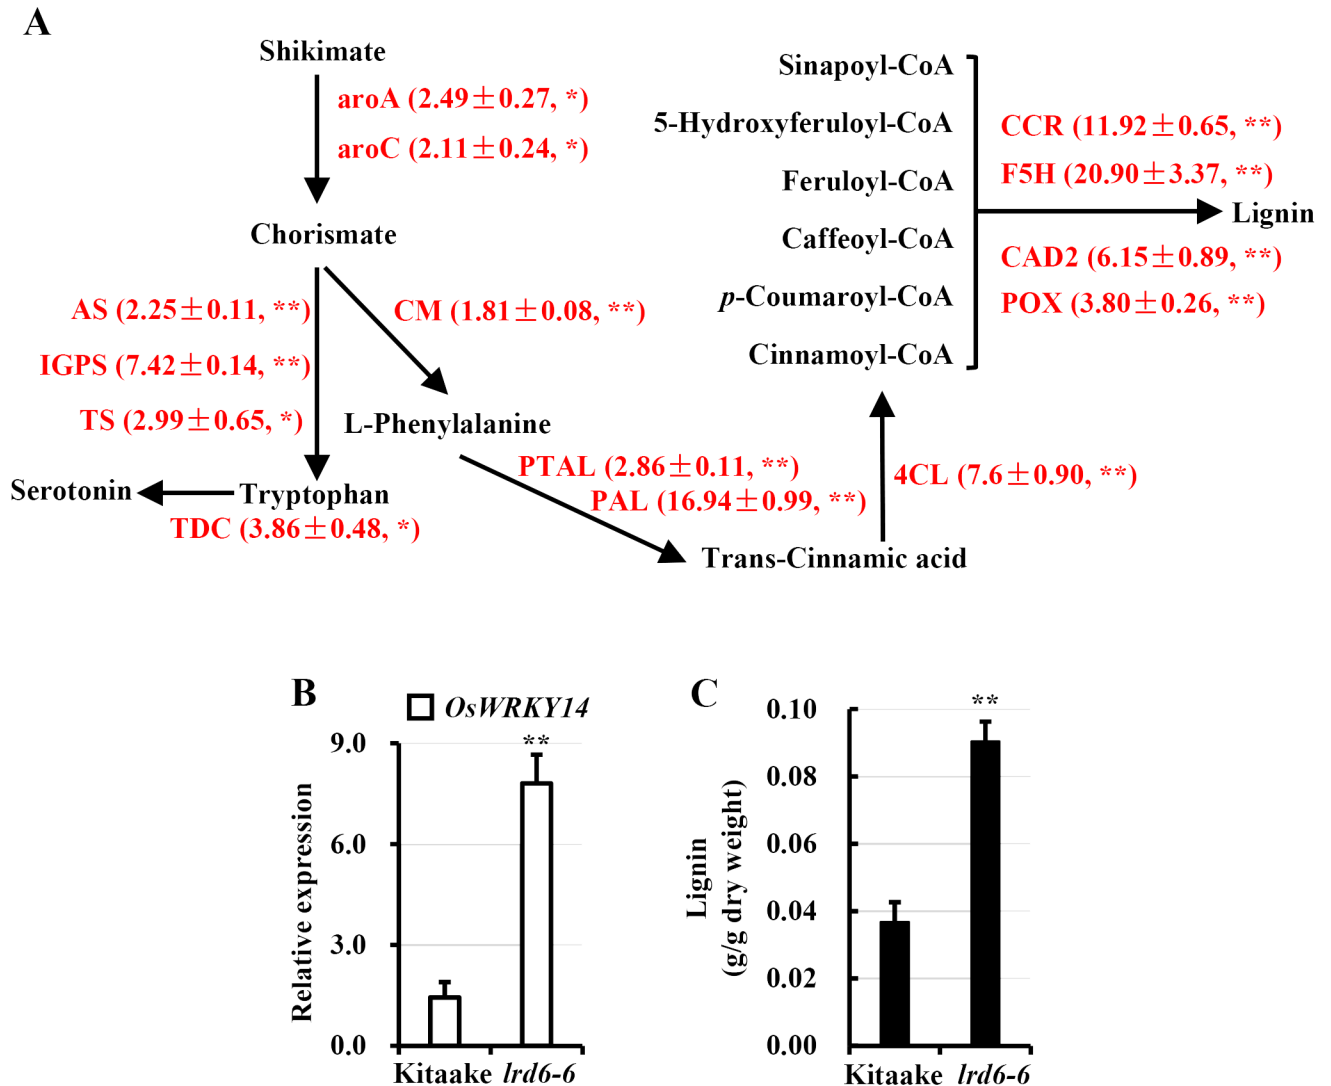 A
Shikimate
aroA (2.49±0.27, *)
aroC (2.11±0.24, *)
Chorismate
AS (2.25±0.11, **)
CM (1.81±0.08, **)
IGPS (7.42±0.14, **)
TS (2.99±0.65, *)
L-Phenylalanine
Serotonin
Tryptophan
TDC (3.86±0.48, *)
PTAL (2.86±0.11, **)
PAL (16.94±0.99, **)
Trans-Cinnamic acid
4CL (7.6±0.90, **)
Sinapoyl-CoA
5-Hydroxyferuloyl-CoA
Feruloyl-CoA
Caffeoyl-CoA
p-Coumaroyl-CoA
Cinnamoyl-CoA
CCR (11.92±0.65, **)
F5H (20.90±3.37, **)
Lignin
CAD2 (6.15±0.89, **)
POX (3.80±0.26, **)
B
OsWRKY14
Relative expression
9.0
6.0
3.0
0.0
**
Kitaake
lrd6-6
C
Lignin
(g/g dry weight)
0.10
0.08
0.06
0.04
0.02
0.00
**
Kitaake
lrd6-6